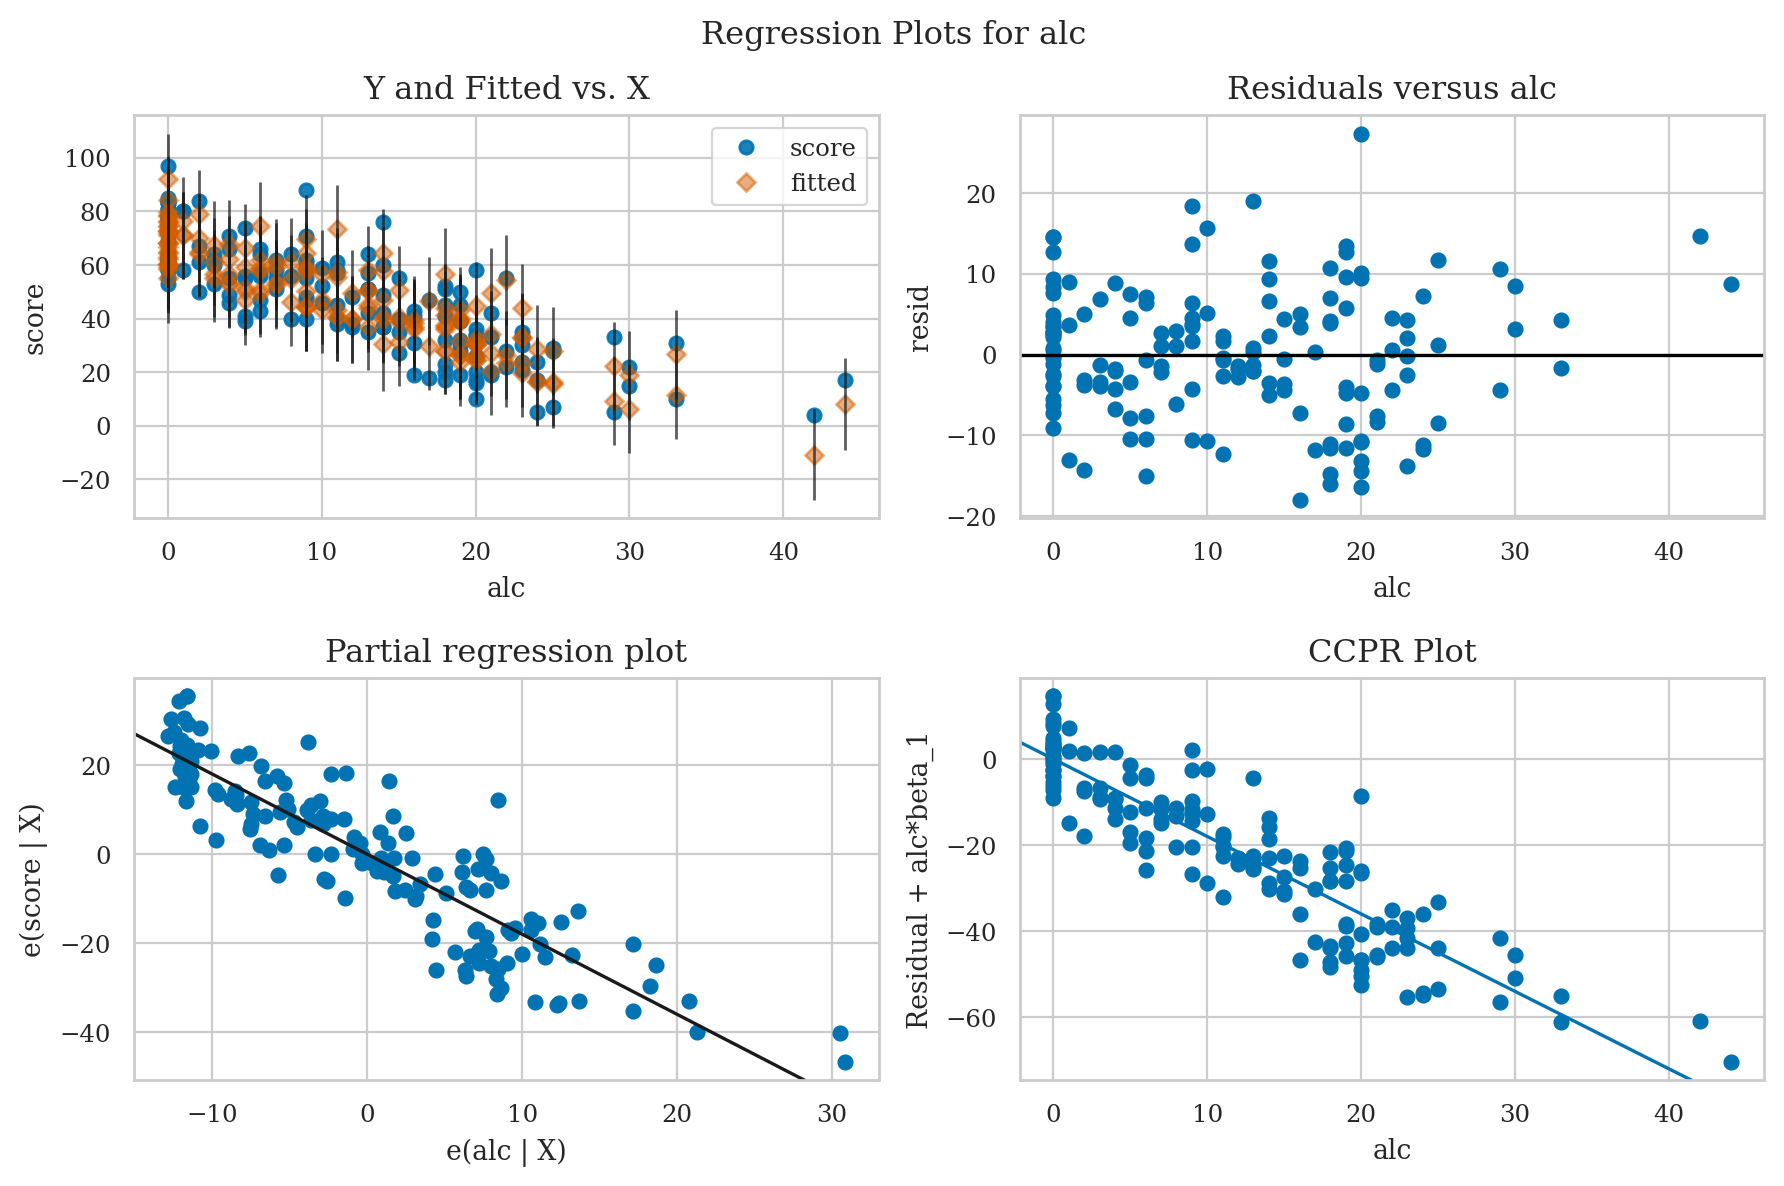 Regression Plots for alc
Y and Fitted vs. X
score
fitted
100
80
60
40
20
0
−20
score
0
10
20
30
40
alc
Residuals versus alc
20
10
0
−10
−20
resid
0
10
20
30
40
alc
Partial regression plot
20
0
−20
−40
e(score | X)
−10
0
10
20
30
e(alc | X)
CCPR Plot
0
−20
−40
−60
Residual + alc*beta_1
0
10
20
30
40
alc